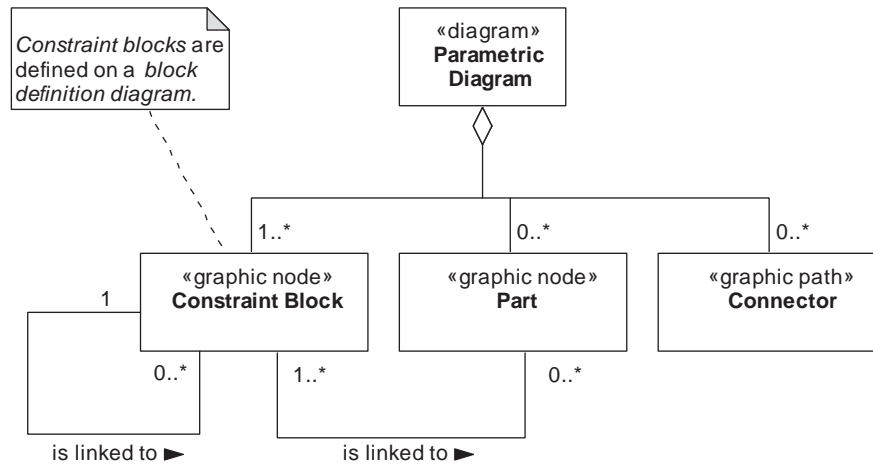 Constraint blocks are
defined on a block
definition diagram.
«diagram»
Parametric
Diagram
1..*
0..*
0..*
«graphic node»
Constraint Block
«graphic node»
Part
«graphic path»
Connector
1
0..*
1..*
0..*
is linked to ►
is linked to ►